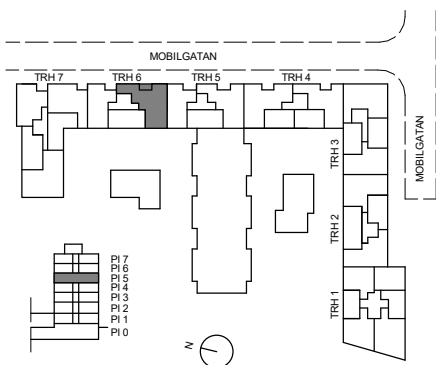 MOBILGATAN
TRH 7 TRH 6 TRH 5 TRH 4
TRH 3
MOBILGATAN
TRH 2
TRH 1
Pl 7
Pl 6
Pl 5
Pl 4
Pl 3
Pl 2
Pl 1
Pl 0
N